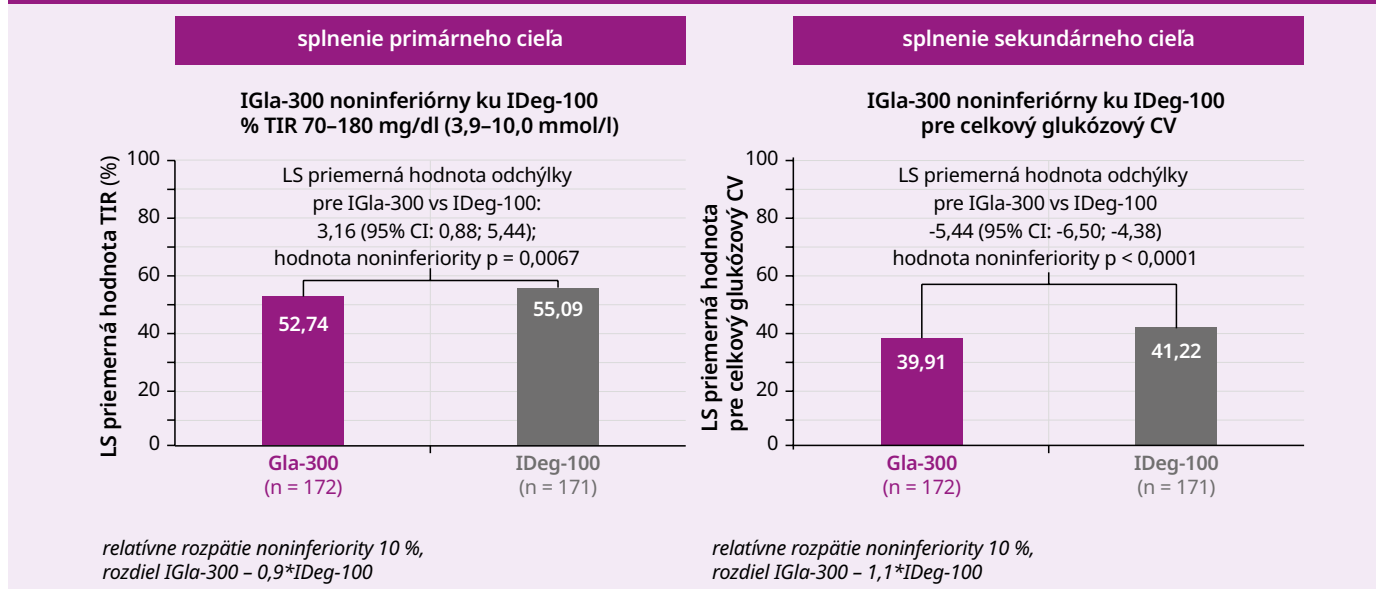 splnenie primárneho cieľa
IGla-300 noninferiórny ku IDeg-100
% TIR 70–180 mg/dl (3,9–10,0 mmol/l)
LS priemerná hodnota TIR (%)
100
80
60
40
20
0
LS priemerná hodnota odchýlky
pre IGla-300 vs IDeg-100:
3,16 (95% CI: 0,88; 5,44);
hodnota noninferiority p = 0,0067
52,74
55,09
Gla-300
(n = 172)
IDeg-100
(n = 171)
relatívne rozpätie noninferiority 10 %,
rozdiel IGla-300 – 0,9*IDeg-100
splnenie sekundárneho cieľa
IGla-300 noninferiórny ku IDeg-100
pre celkový glukózový CV
LS priemerná hodnota
pre celkový glukózový CV
100
80
60
40
20
0
LS priemerná hodnota odchýlky
pre IGla-300 vs IDeg-100
-5,44 (95% CI: -6,50; -4,38)
hodnota noninferiority p < 0,0001
39,91
41,22
Gla-300
(n = 172)
IDeg-100
(n = 171)
relatívne rozpätie noninferiority 10 %,
rozdiel IGla-300 – 1,1*IDeg-100